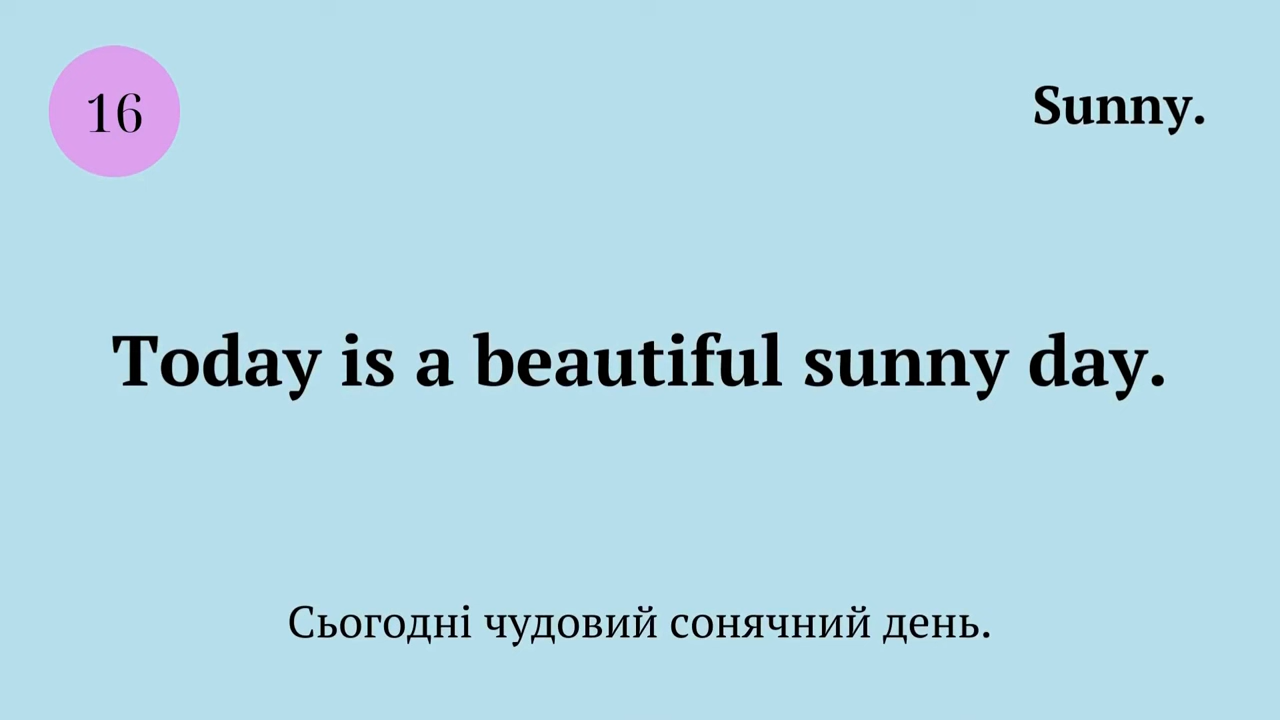 16
Sunny.
Today is a beautiful sunny day.
Сьогодні чудовий сонячний день.